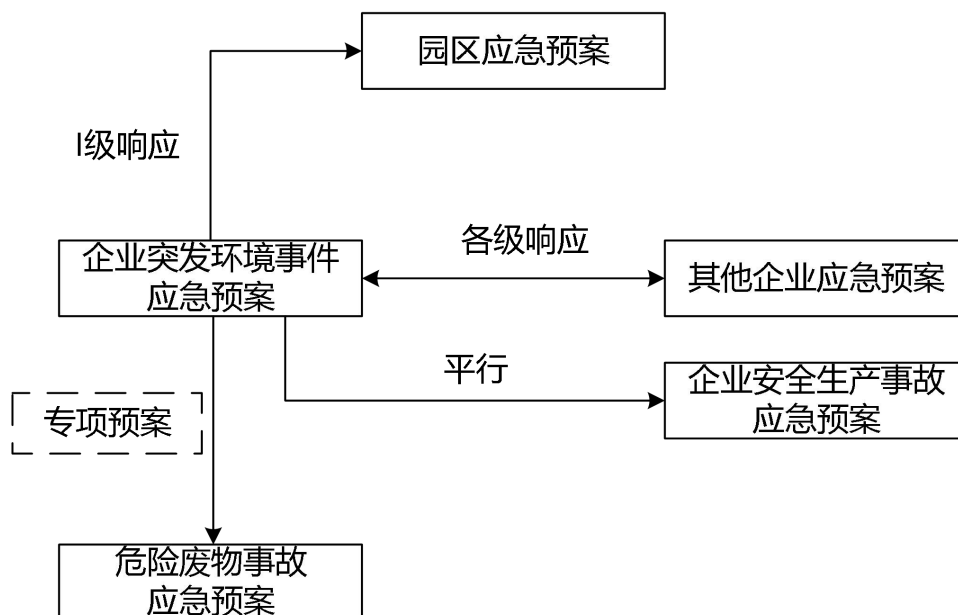 园区应急预案
I级响应
各级响应
企业突发环境事件
应急预案
其他企业应急预案
平行
企业安全生产事故
应急预案
专项预案
危险废物事故
应急预案